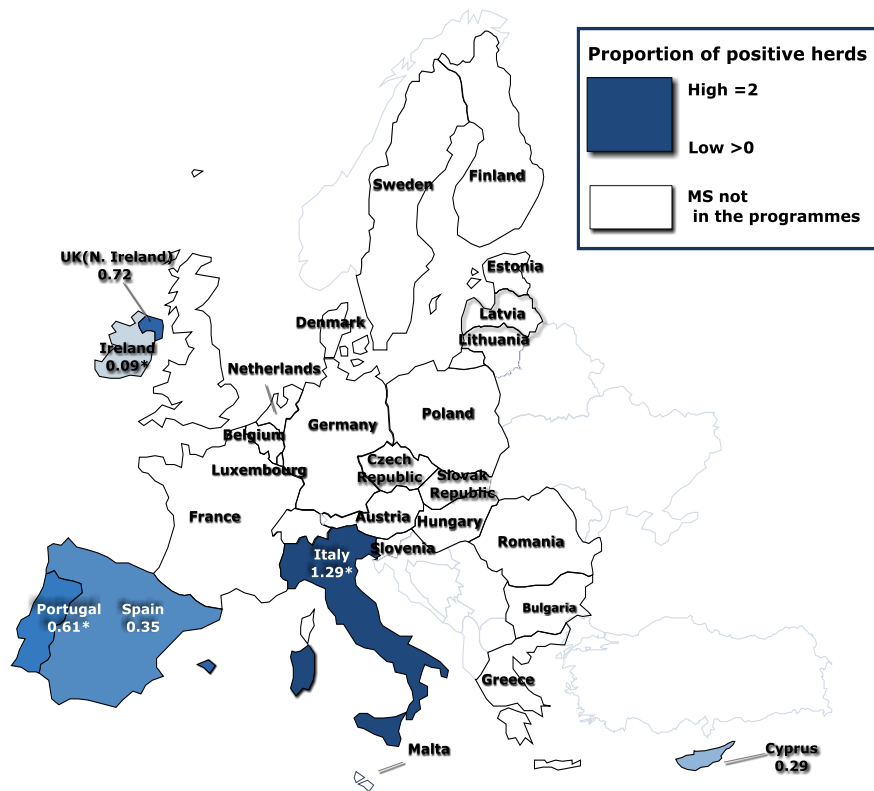 Proportion of positive herds
High =2
Low >0
MS not
in the programmes
Sweden
Finland
UK(N. Ireland)
0.72
Estonia
Latvia
Denmark
Lithuania
Ireland
0.09*
Netherlands
Poland
Germany
Belgium
Czech
Republic
Luxembourg
Slovak
Republic
France
Austria
Hungary
Romania
Slovenia
Italy
1.29*
Portugal
0.61*
Spain
0.35
Bulgaria
Greece
Malta
Cyprus
0.29